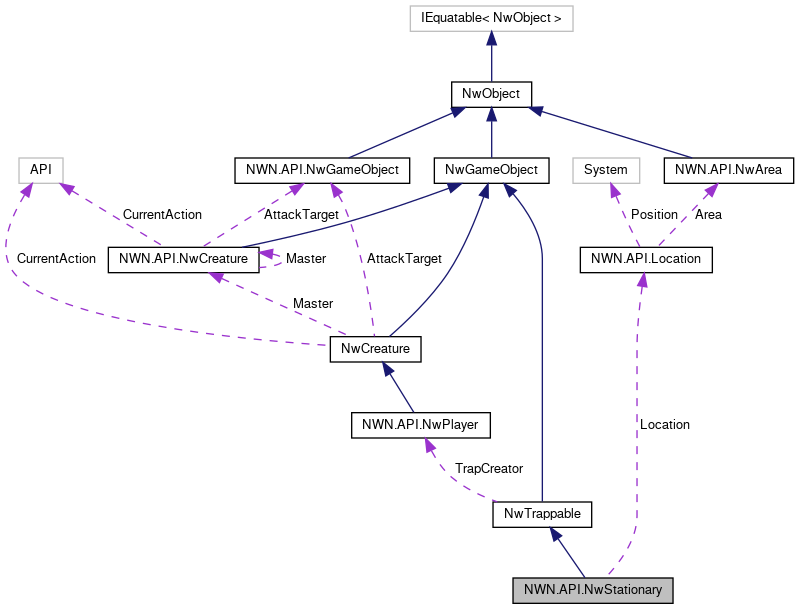 IEquatable< NwObject >
NwObject
API
NWN.API.NwGameObject
NwGameObject
System
NWN.API.NwArea
CurrentAction
AttackTarget
Position
Area
CurrentAction
NWN.API.NwCreature
Master
AttackTarget
NWN.API.Location
Master
NwCreature
NWN.API.NwPlayer
Location
TrapCreator
NwTrappable
NWN.API.NwStationary